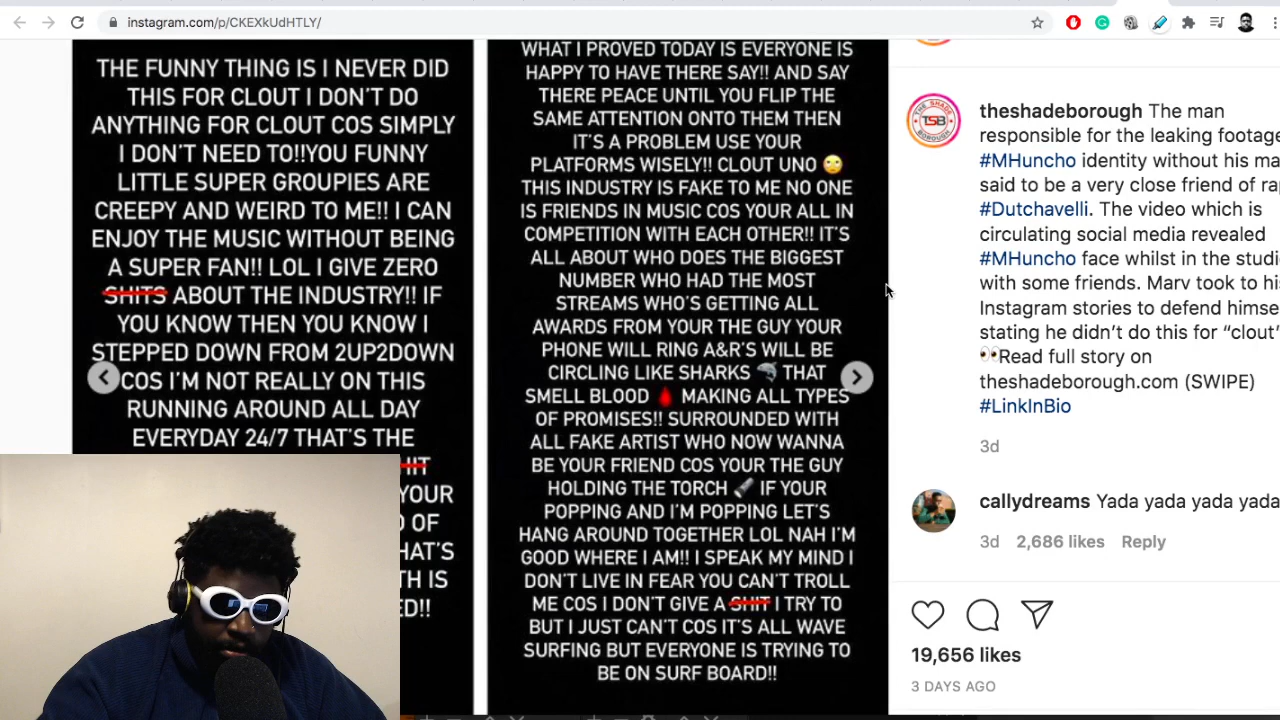 instagram.com/p/CKEXkUdHTLY/
THE FUNNY THING IS I NEVER DID
THIS FOR CLOUT I DON'T DO
ANYTHING FOR CLOUT COS SIMPLY
I DON'T NEED TO!!YOU FUNNY
LITTLE SUPER GROUPIES ARE
CREEPY AND WEIRD TO ME!! I CAN
ENJOY THE MUSIC WITHOUT BEING
A SUPER FAN!! LOL I GIVE ZERO
SHITS ABOUT THE INDUSTRY!! IF
YOU KNOW THEN YOU KNOW I
STEPPED DOWN FROM 2UP2DOWN
COS I'M NOT REALLY ON THIS
RUNNING AROUND ALL DAY
EVERYDAY 24/7 THAT'S THE
HIT
YOUR
OF
HAT'S
TH IS
ED!!
WHAT I PROVED TODAY IS EVERYONE IS
HAPPY TO HAVE THERE SAY!! AND SAY
THERE PEACE UNTIL YOU FLIP THE
SAME ATTENTION ONTO THEM THEN
IT'S A PROBLEM USE YOUR
PLATFORMS WISELY!! CLOUT UNO 🙄
THIS INDUSTRY IS FAKE TO ME NO ONE
IS FRIENDS IN MUSIC COS YOUR ALL IN
COMPETITION WITH EACH OTHER!! IT'S
ALL ABOUT WHO DOES THE BIGGEST
NUMBER WHO HAD THE MOST
STREAMS WHO'S GETTING ALL
AWARDS FROM YOUR THE GUY YOUR
PHONE WILL RING A&R'S WILL BE
CIRCLING LIKE SHARKS 🦈 THAT
SMELL BLOOD 🩸 MAKING ALL TYPES
OF PROMISES!! SURROUNDED WITH
ALL FAKE ARTIST WHO NOW WANNA
BE YOUR FRIEND COS YOUR THE GUY
HOLDING THE TORCH 🔦 IF YOUR
POPPING AND I'M POPPING LET'S
HANG AROUND TOGETHER LOL NAH I'M
GOOD WHERE I AM!! I SPEAK MY MIND I
DON'T LIVE IN FEAR YOU CAN'T TROLL
ME COS I DON'T GIVE A SHIT I TRY TO
BUT I JUST CAN'T COS IT'S ALL WAVE
SURFING BUT EVERYONE IS TRYING TO
BE ON SURF BOARD!!
THE SHADE
TSB
BOROUGH
theshadeborough The man
responsible for the leaking footage
#MHuncho identity without his ma
said to be a very close friend of ra
#Dutchavelli. The video which is
circulating social media revealed
#MHuncho face whilst in the studi
with some friends. Marv took to his
Instagram stories to defend himse
stating he didn't do this for "clout"
👀Read full story on
theshadeborough.com (SWIPE)
#LinkInBio
3d
callydreams Yada yada yada yada
3d 2,686 likes Reply
19,656 likes
3 DAYS AGO